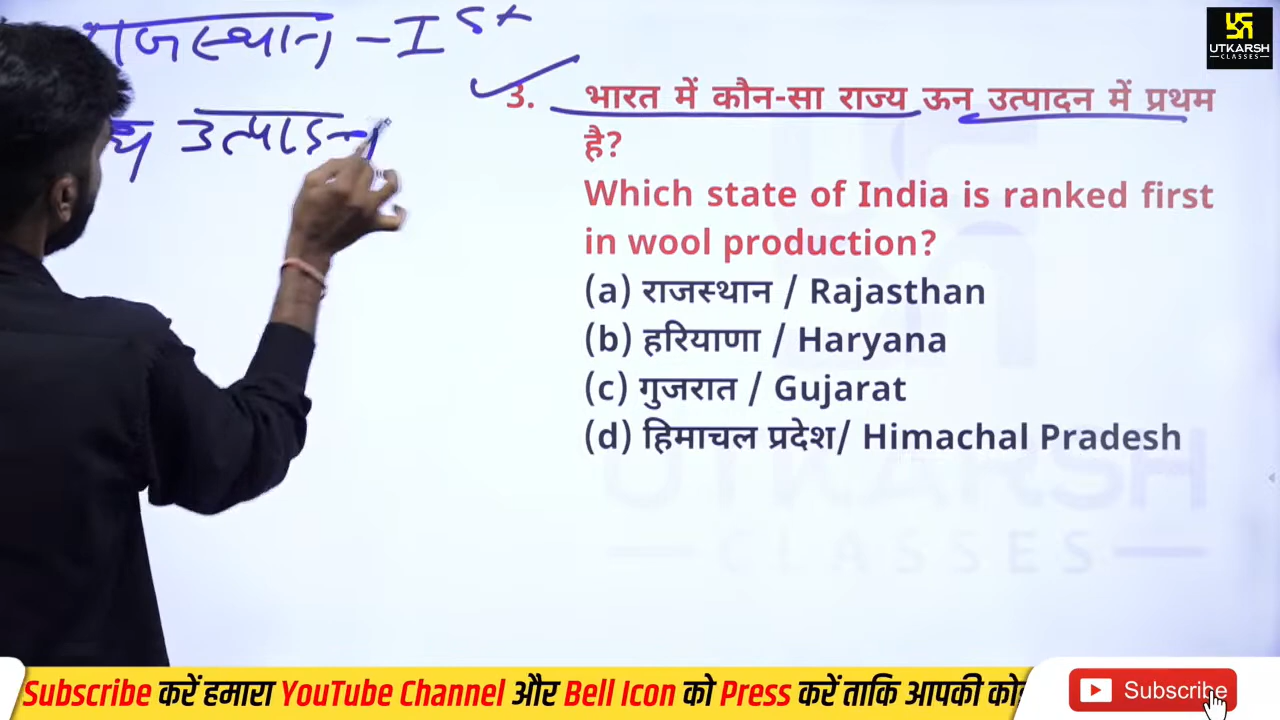 राजस्थान - Ist
उत्पादन
UTKARSH
CLASSES
3. भारत में कौन-सा राज्य ऊन उत्पादन में प्रथम
है?
Which state of India is ranked first
in wool production?
(a) राजस्थान / Rajasthan
(b) हरियाणा / Haryana
(c) गुजरात / Gujarat
(d) हिमाचल प्रदेश/ Himachal Pradesh
UTKARSH
CLASSES
Subscribe करें हमारा YouTube Channel और Bell Icon को Press करें ताकि आपकी
Subscribe